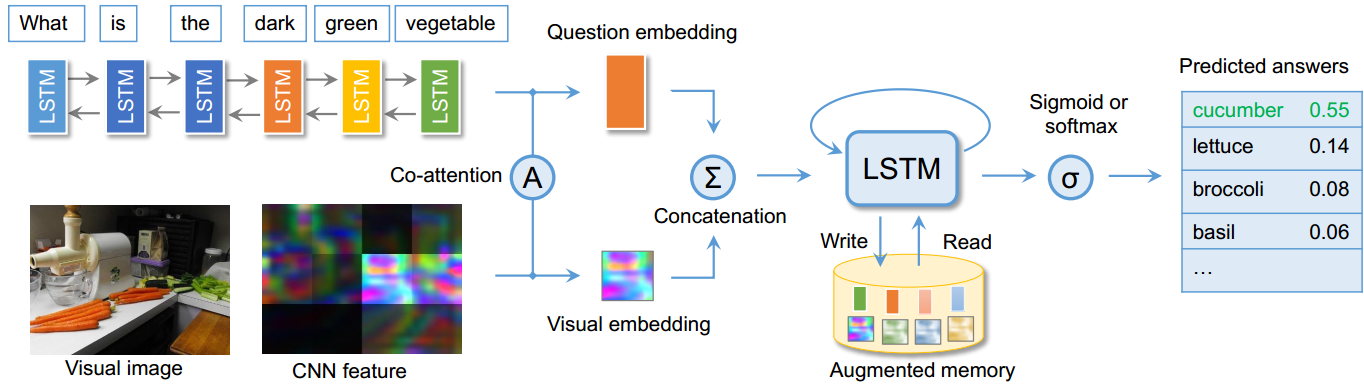 What is the dark green vegetable
LSTM LSTM LSTM LSTM LSTM LSTM
Question embedding
Co-attention
A
Visual image
CNN feature
Visual embedding
Σ
Concatenation
LSTM
Write
Read
Augmented memory
Sigmoid or
softmax
σ
Predicted answers
cucumber 0.55
lettuce 0.14
broccoli 0.08
basil 0.06
...